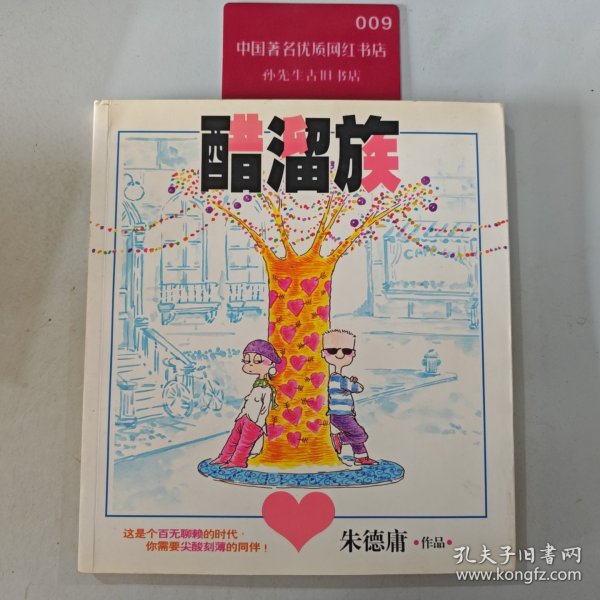 009
中国著名优质网红书店
孙先生古旧书店
醋溜族
CAFE
这是个百无聊赖的时代，
你需要尖酸刻薄的同伴！
朱德庸·作品·
孔夫子旧书网
www.kongfz.com